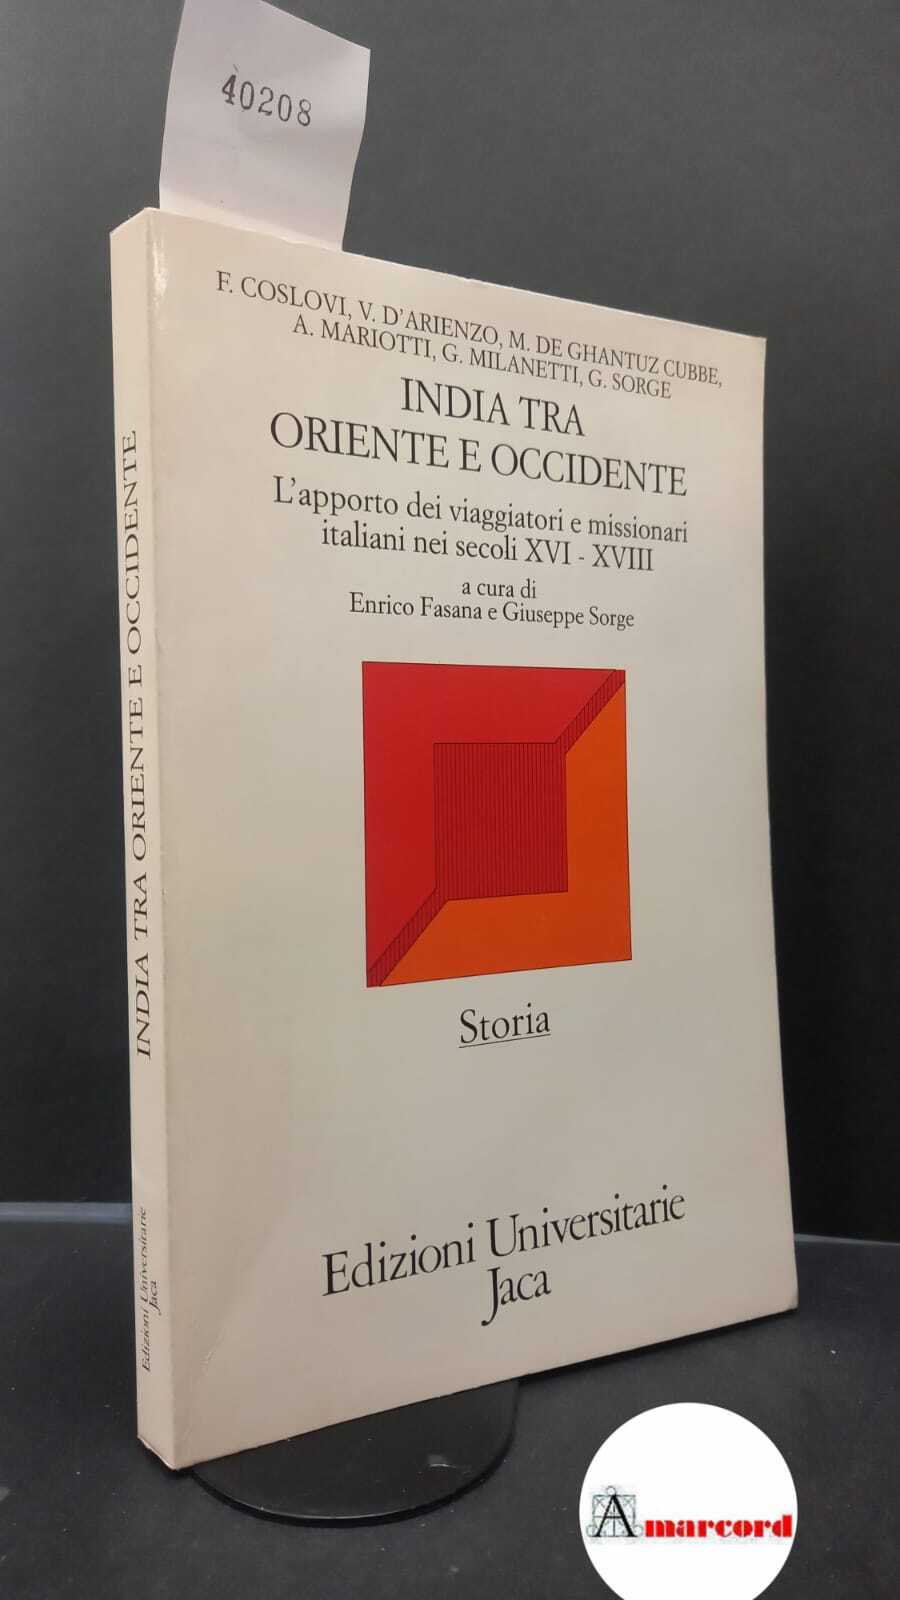 40208
F. COSLOVI, V. D'ARIENZO, M. DE GHANTUZ CUBBE,
A. MARIOTTI, G. MILANETTI, G. SORGE
INDIA TRA
ORIENTE E OCCIDENTE
L'apporto dei viaggiatori e missionari
italiani nei secoli XVI - XVIII
a cura di
Enrico Fasana e Giuseppe Sorge
Storia
Edizioni Universitarie
Jaca
INDIA TRA ORIENTE E OCCIDENTE
Edizioni Universitarie
Jaca
Amarcord